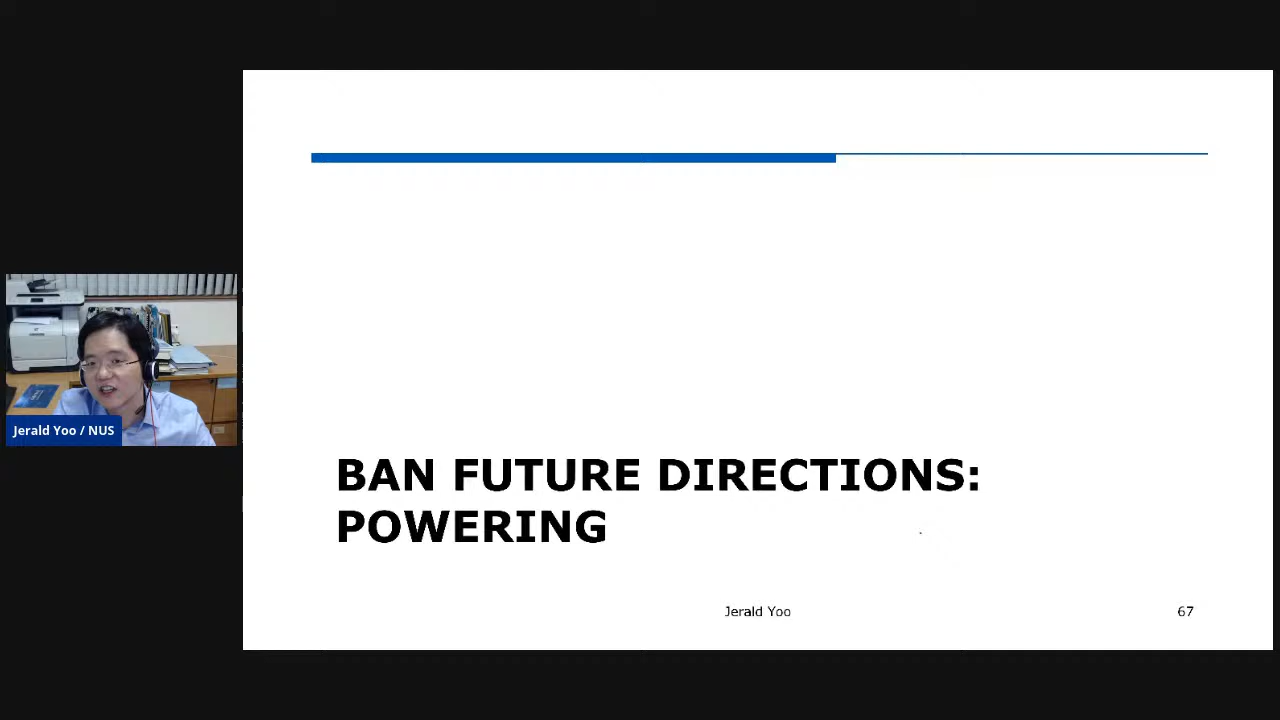 Jerald Yoo / NUS
BAN FUTURE DIRECTIONS:
POWERING
Jerald Yoo
67